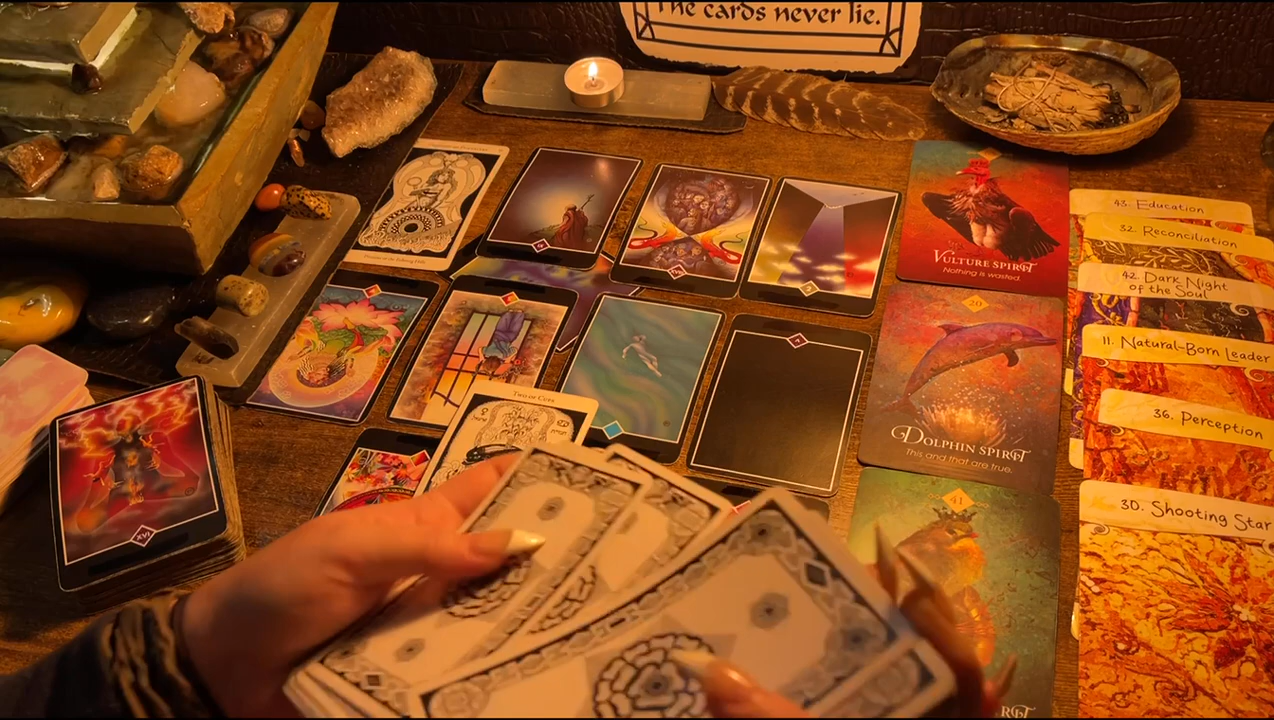 The cards never lie.
VULTURE SPIRIT
Nothing is wasted.
20
DOLPHIN SPIRIT
This and that are true.
41
43. Education
32. Reconciliation
42. Dark Night
of the Soul
11. Natural-Born Leader
36. Perception
30. Shooting Star
TWO OF CUPS
XVI